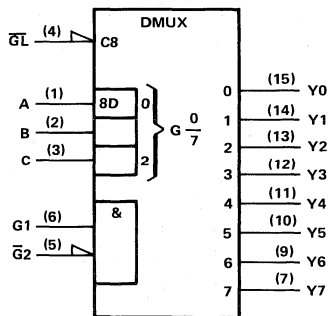 DMUX
G̅L̅ (4) C8
A (1) 8D 0
B (2)
C (3) 2
G 0/7
&
G1 (6)
G̅2 (5)
0 (15) Y0
1 (14) Y1
2 (13) Y2
3 (12) Y3
4 (11) Y4
5 (10) Y5
6 (9) Y6
7 (7) Y7